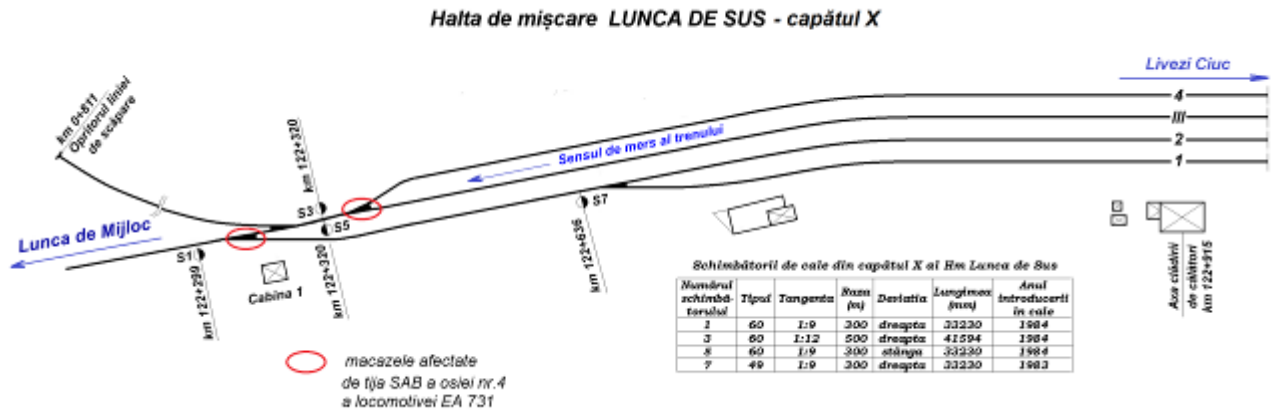 Halta de mișcare LUNCA DE SUS - capătul X
Livezi Ciuc
km 0+811
Opritorul liniei
de scăpare
km 122+320
4
III
2
1
Sensul de mers al trenului
S3
S5
S7
Lunca de Mijloc
S1
km 122+299
Cabina 1
km 122+320
km 122+636
Axa clădirii
de călători
km 122+915
Schimbătorii de cale din capătul X al Hm Lunca de Sus
Numărul schimbă-torului Tipul Tangenta Raza (m) Deviatia Lungimea (mm) Anul introducerii în cale
1 60 1:9 300 dreapta 33230 1984
3 60 1:12 500 dreapta 41594 1984
5 60 1:9 300 stânga 33230 1984
7 49 1:9 300 dreapta 33230 1983
macazele afectate
de tija SAB a osiei nr.4
a locomotivei EA 731